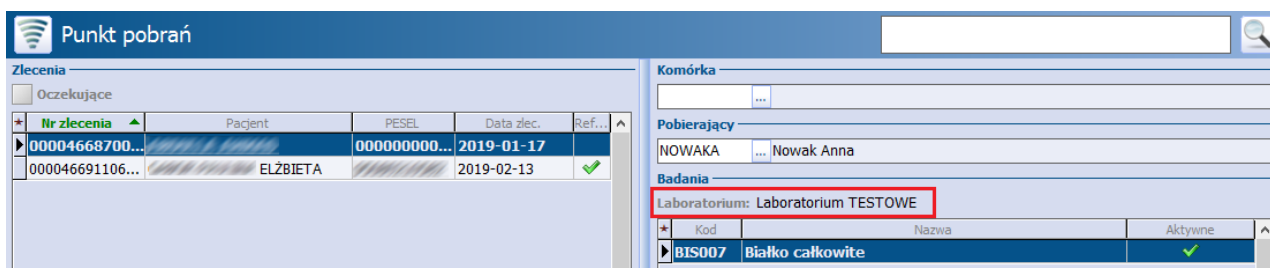 Punkt pobrań
Zlecenia
Oczekujące
* Nr zlecenia Pacjent PESEL Data zlec. Ref...
00004668700... 000000000... 2019-01-17
000046691106... ELŻBIETA 2019-02-13
Komórka
...
Pobierający
NOWAKA ... Nowak Anna
Badania
Laboratorium: Laboratorium TESTOWE
* Kod Nazwa Aktywne
BIS007 Białko całkowite